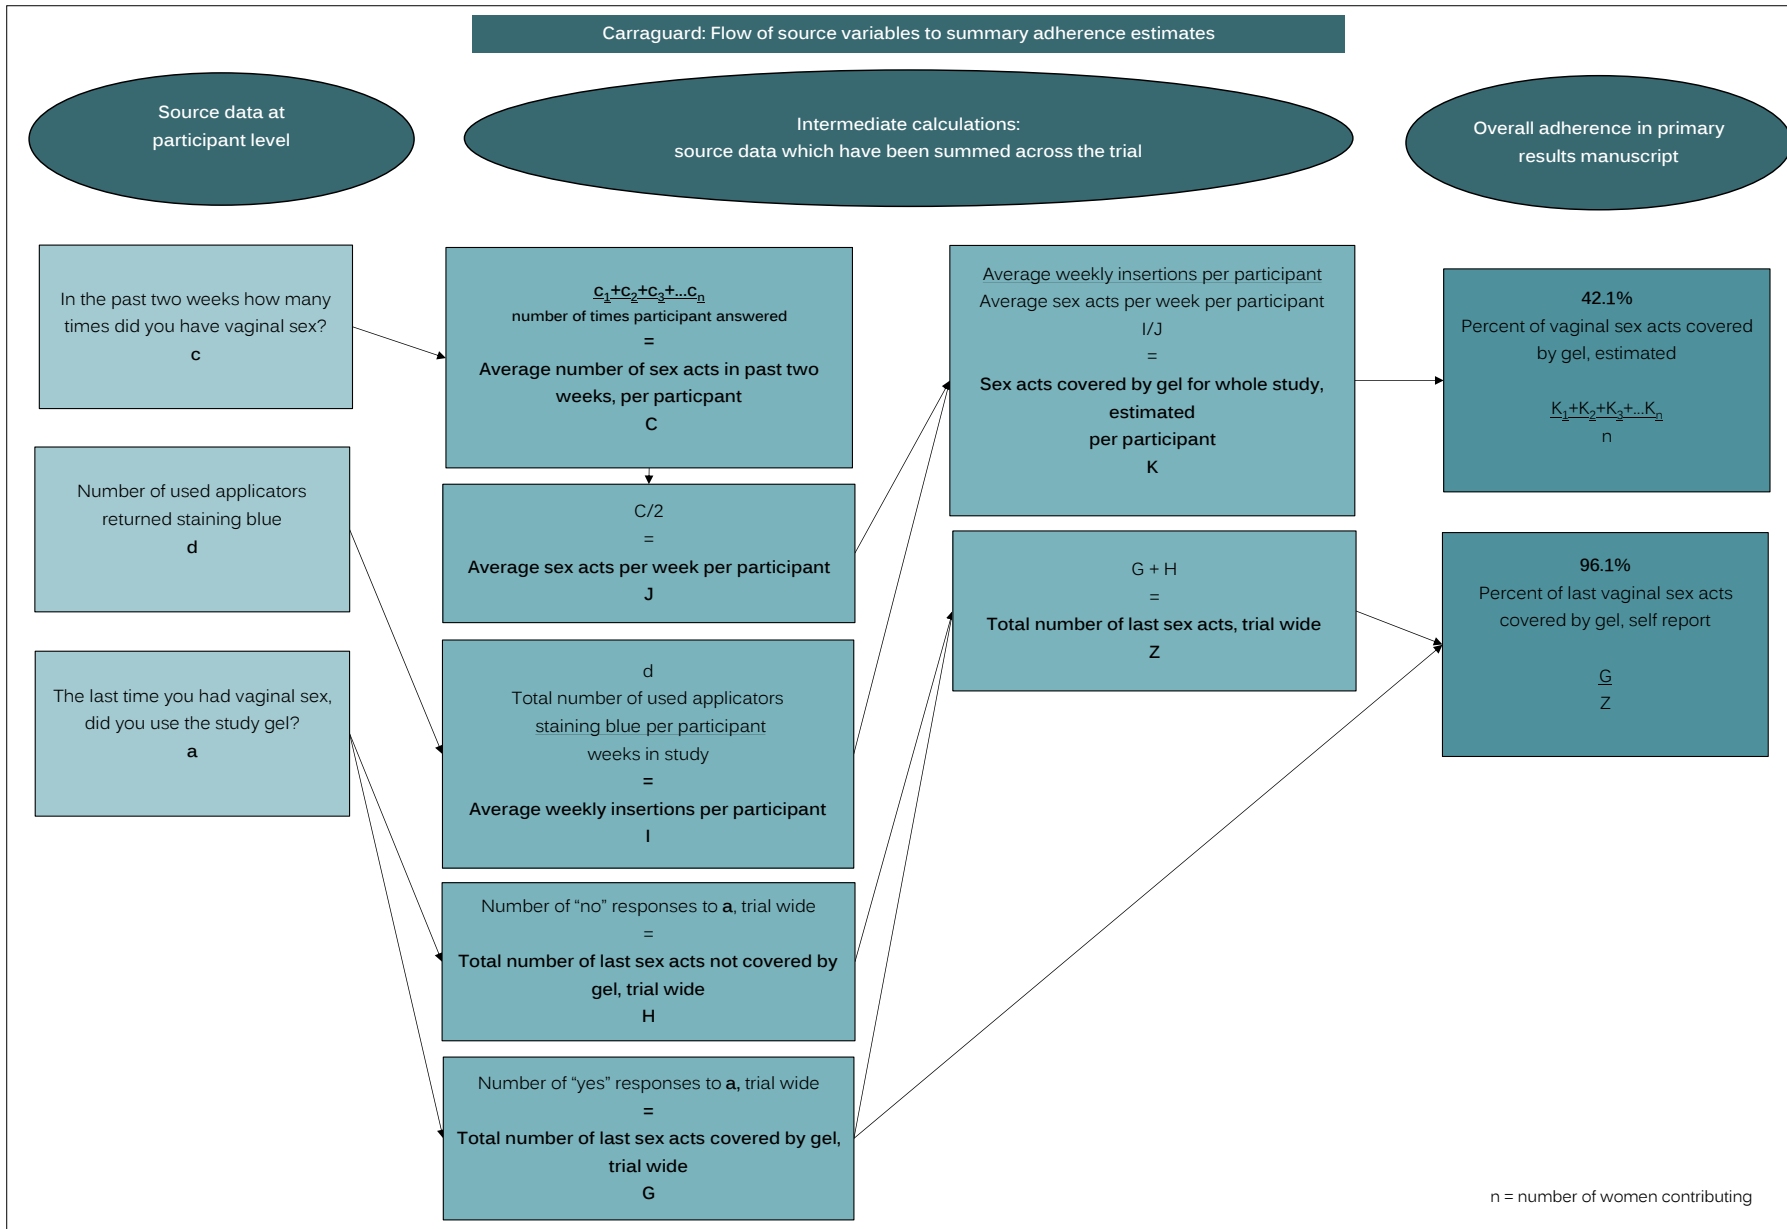 Carraguard: Flow of source variables to summary adherence estimates
Source data at
participant level
Intermediate calculations:
source data which have been summed across the trial
Overall adherence in primary
results manuscript
In the past two weeks how many
times did you have vaginal sex?
c
Number of used applicators
returned staining blue
d
The last time you had vaginal sex,
did you use the study gel?
a
c1+c2+c3+...cn
number of times participant answered
=
Average number of sex acts in past two
weeks, per particpant
C
C/2
=
Average sex acts per week per participant
J
d
Total number of used applicators
staining blue per participant
weeks in study
=
Average weekly insertions per participant
I
Number of “no” responses to a, trial wide
=
Total number of last sex acts not covered by
gel, trial wide
H
Number of “yes” responses to a, trial wide
=
Total number of last sex acts covered by gel,
trial wide
G
Average weekly insertions per participant
Average sex acts per week per participant
I/J
=
Sex acts covered by gel for whole study,
estimated
per participant
K
G + H
=
Total number of last sex acts, trial wide
Z
42.1%
Percent of vaginal sex acts covered
by gel, estimated
K1+K2+K3+...Kn
n
96.1%
Percent of last vaginal sex acts
covered by gel, self report
G
Z
n = number of women contributing